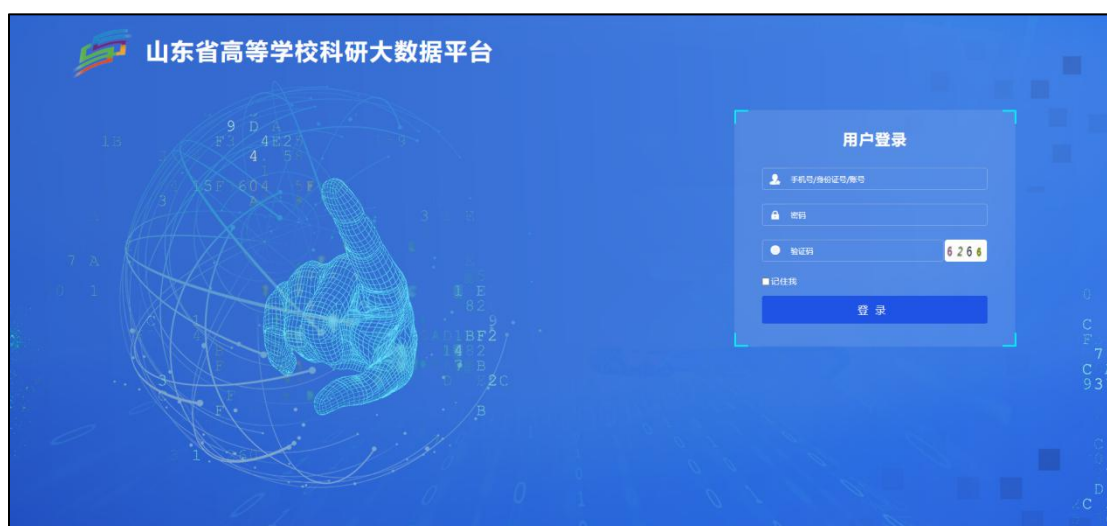 山东省高等学校科研大数据平台
用户登录
手机号/身份证号/账号
密码
验证码
6266
记住我
登 录